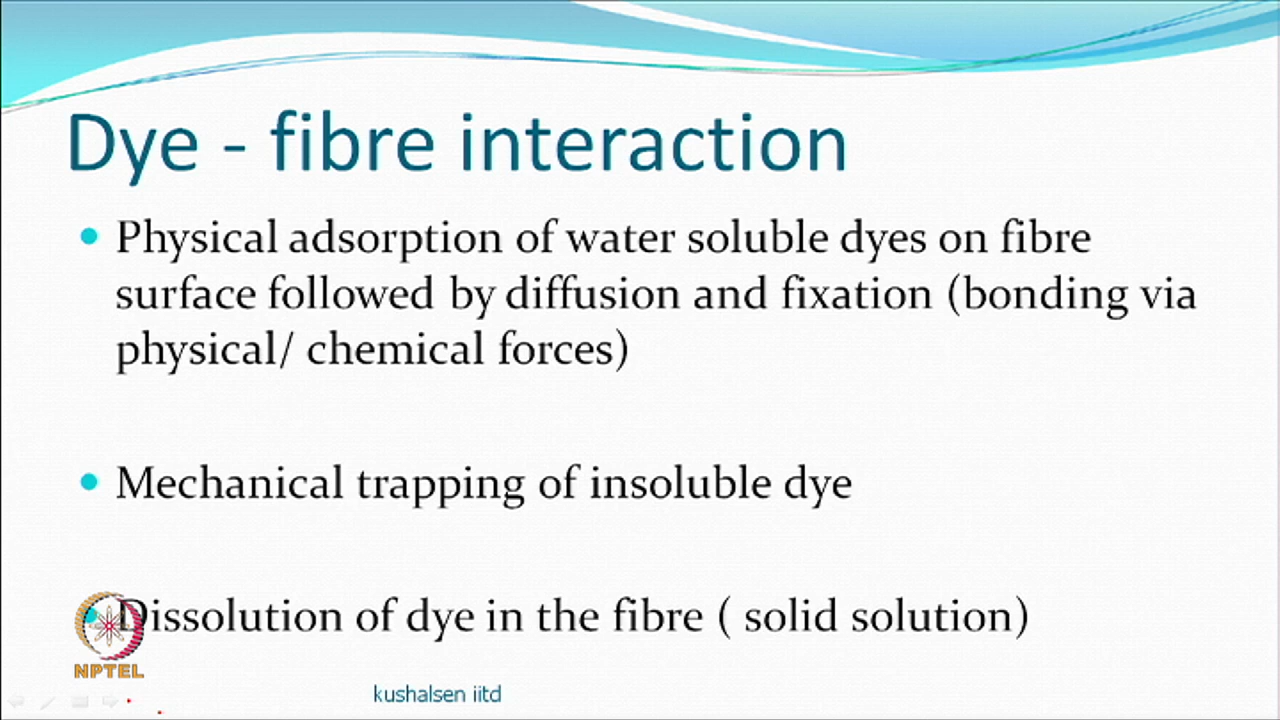 Dye - fibre interaction
Physical adsorption of water soluble dyes on fibre
surface followed by diffusion and fixation (bonding via
physical/ chemical forces)
Mechanical trapping of insoluble dye
Dissolution of dye in the fibre ( solid solution)
NPTEL
kushalsen iitd